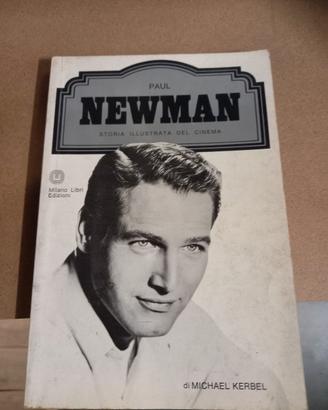 PAUL
NEWMAN
STORIA ILLUSTRATA DEL CINEMA
Milano Libri
Edizioni
di MICHAEL KERBEL